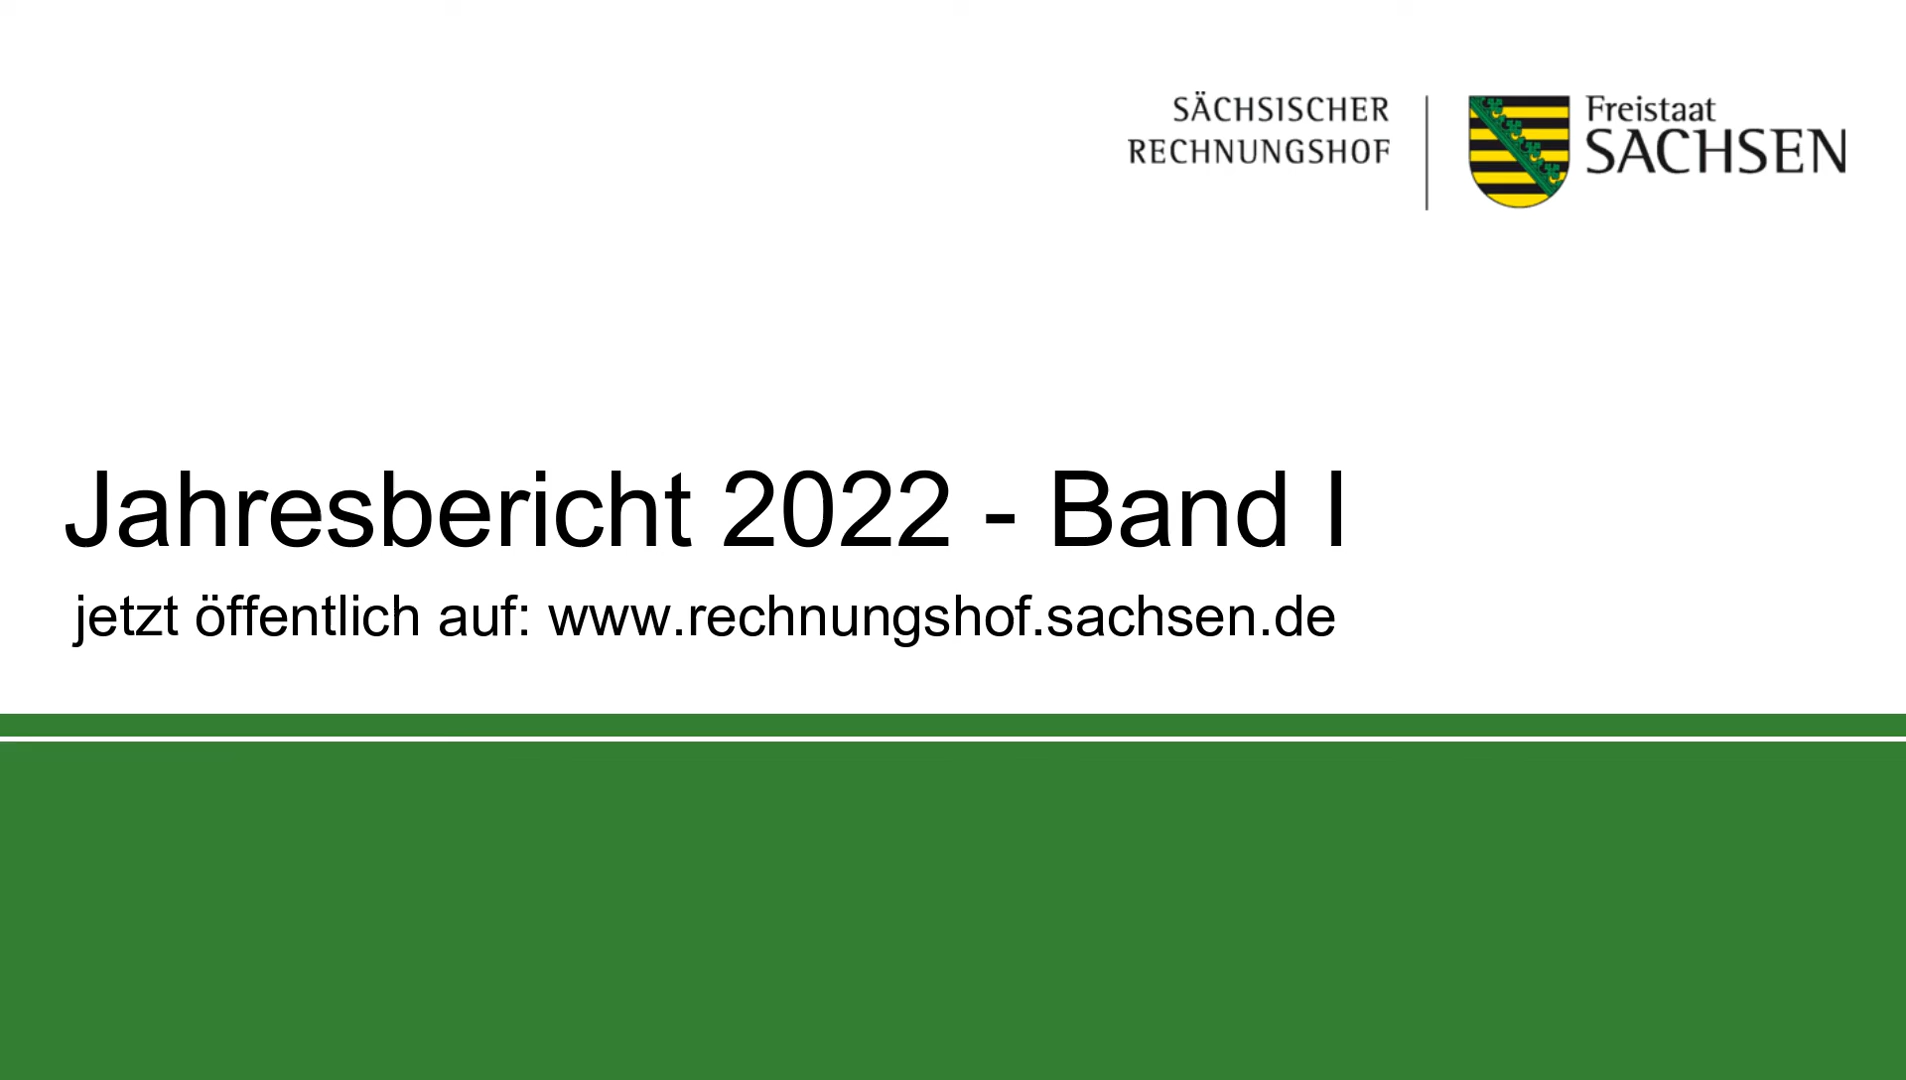 SÄCHSISCHER
RECHNUNGSHOF
Freistaat
SACHSEN
Jahresbericht 2022 - Band I
jetzt öffentlich auf: www.rechnungshof.sachsen.de